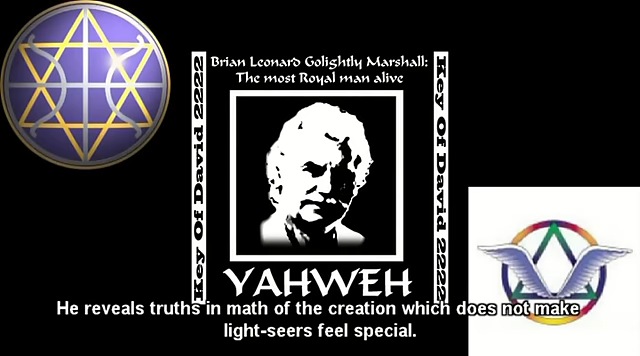 Brian Leonard Golightly Marshall:
The most Royal man alive
Key Of David 2222
Key Of David 2222
YAHWEH
He reveals truths in math of the creation which does not make
light-seers feel special.